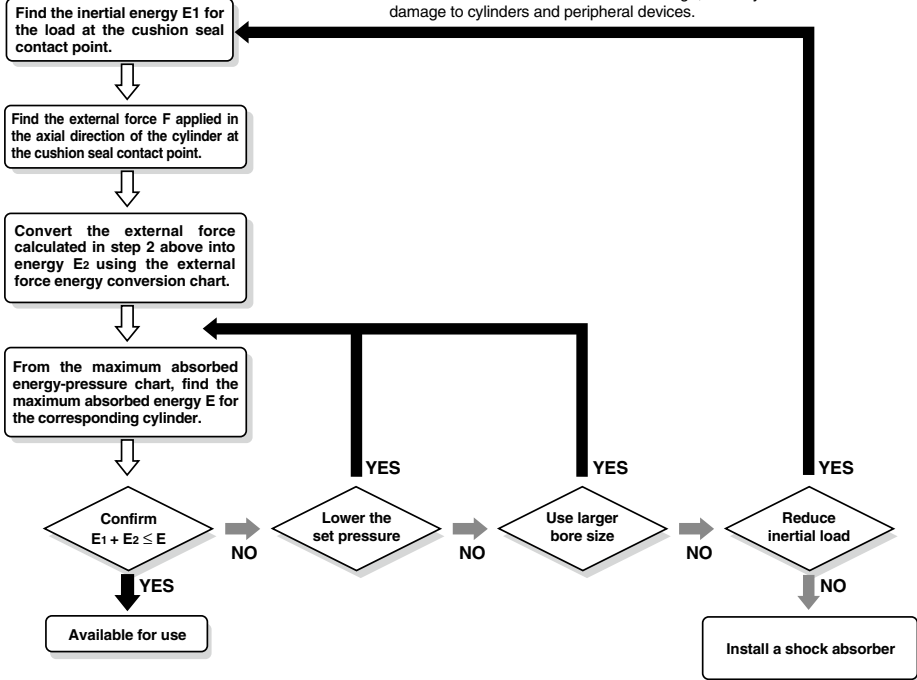 Find the inertial energy E1 for
the load at the cushion seal
contact point.
damage to cylinders and peripheral devices.
Find the external force F applied in
the axial direction of the cylinder at
the cushion seal contact point.
Convert the external force
calculated in step 2 above into
energy E2 using the external
force energy conversion chart.
From the maximum absorbed
energy-pressure chart, find the
maximum absorbed energy E for
the corresponding cylinder.
YES
YES
YES
Confirm
E1 + E2 ≤ E
Lower the
set pressure
Use larger
bore size
Reduce
inertial load
NO
NO
NO
YES
NO
Available for use
Install a shock absorber